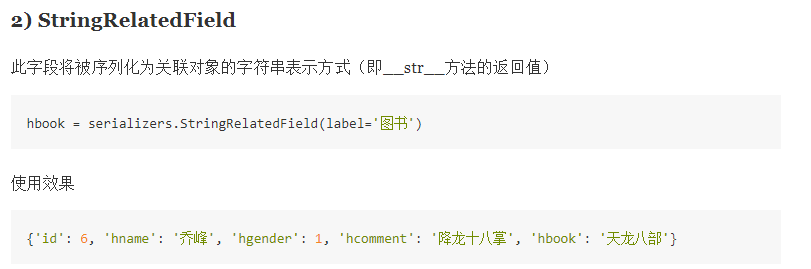 2) StringRelatedField
此字段将被序列化为关联对象的字符串表示方式（即__str__方法的返回值）
hbook = serializers.StringRelatedField(label='图书')
使用效果
{'id': 6, 'hname': '乔峰', 'hgender': 1, 'hcomment': '降龙十八掌', 'hbook': '天龙八部'}